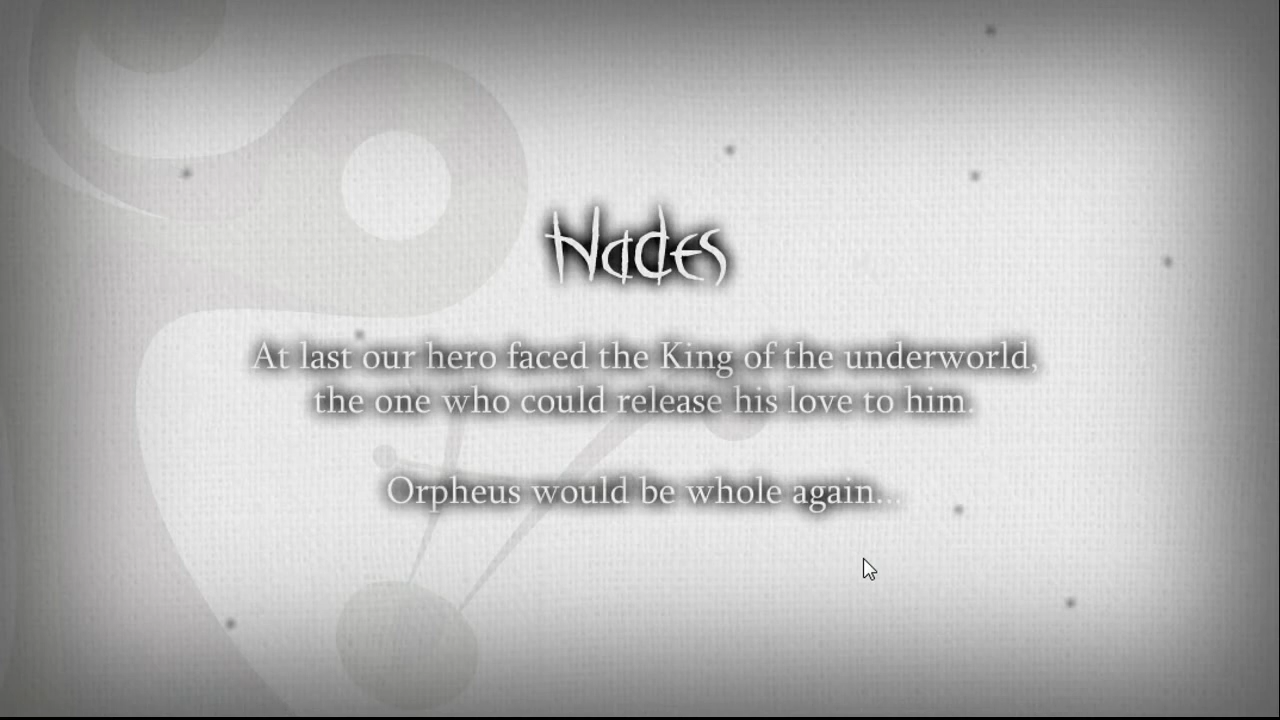 Hades
At last our hero faced the King of the underworld,
the one who could release his love to him.
Orpheus would be whole again...